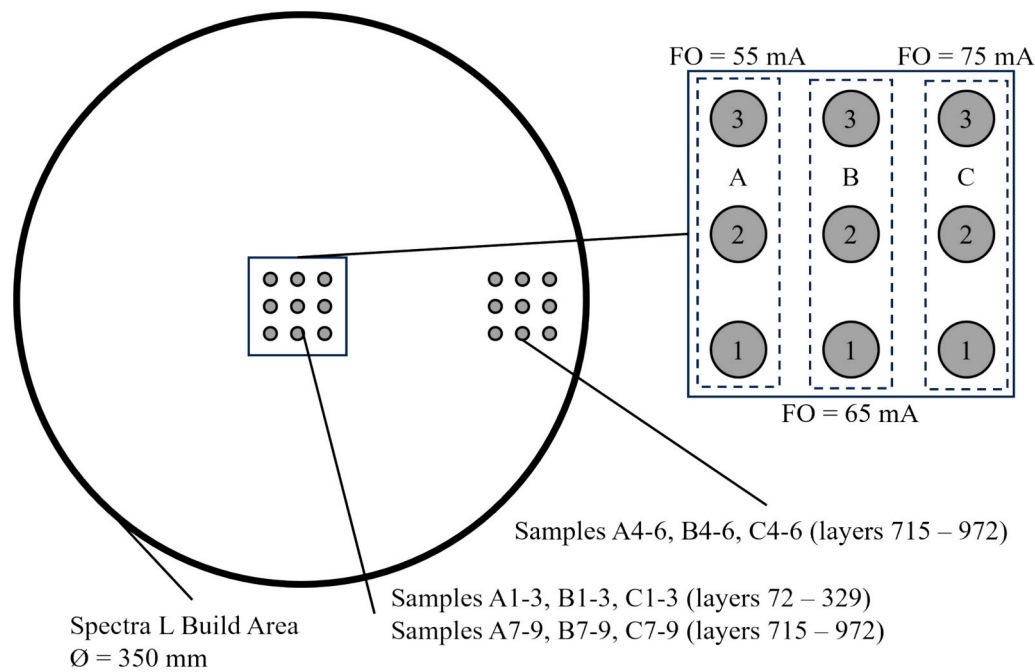 FO = 55 mA
FO = 75 mA
3
3
3
A
B
C
2
2
2
1
1
1
FO = 65 mA
Samples A4-6, B4-6, C4-6 (layers 715 – 972)
Samples A1-3, B1-3, C1-3 (layers 72 – 329)
Samples A7-9, B7-9, C7-9 (layers 715 – 972)
Spectra L Build Area
Ø = 350 mm